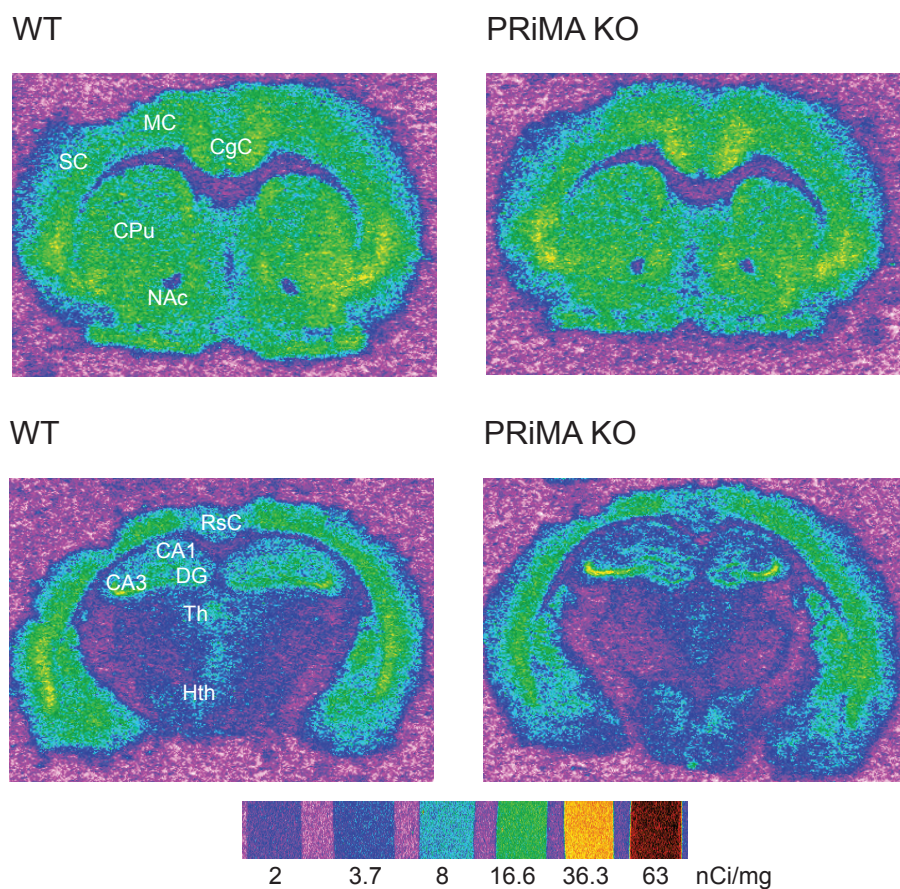 WT PRiMA KO
MC
CgC
SC
CPu
NAc
WT PRiMA KO
RsC
CA1
CA3 DG
Th
Hth
2 3.7 8 16.6 36.3 63 nCi/mg